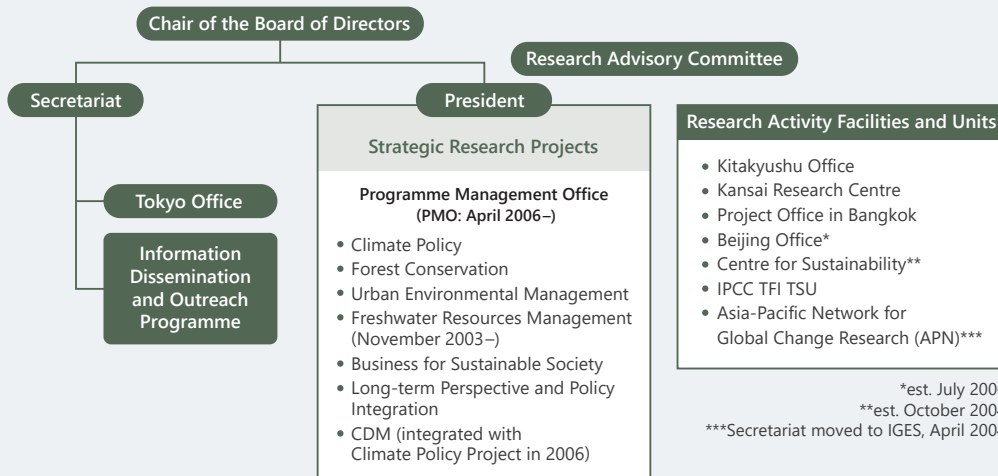 Chair of the Board of Directors
Research Advisory Committee
Secretariat
President
Tokyo Office
Information
Dissemination
and Outreach
Programme
Strategic Research Projects
Programme Management Office
(PMO: April 2006–)
• Climate Policy
• Forest Conservation
• Urban Environmental Management
• Freshwater Resources Management
(November 2003–)
• Business for Sustainable Society
• Long-term Perspective and Policy
Integration
• CDM (integrated with
Climate Policy Project in 2006)
Research Activity Facilities and Units
• Kitakyushu Office
• Kansai Research Centre
• Project Office in Bangkok
• Beijing Office*
• Centre for Sustainability**
• IPCC TFI TSU
• Asia-Pacific Network for
Global Change Research (APN)***
*est. July
**est. October
***Secretariat moved to IGES, April